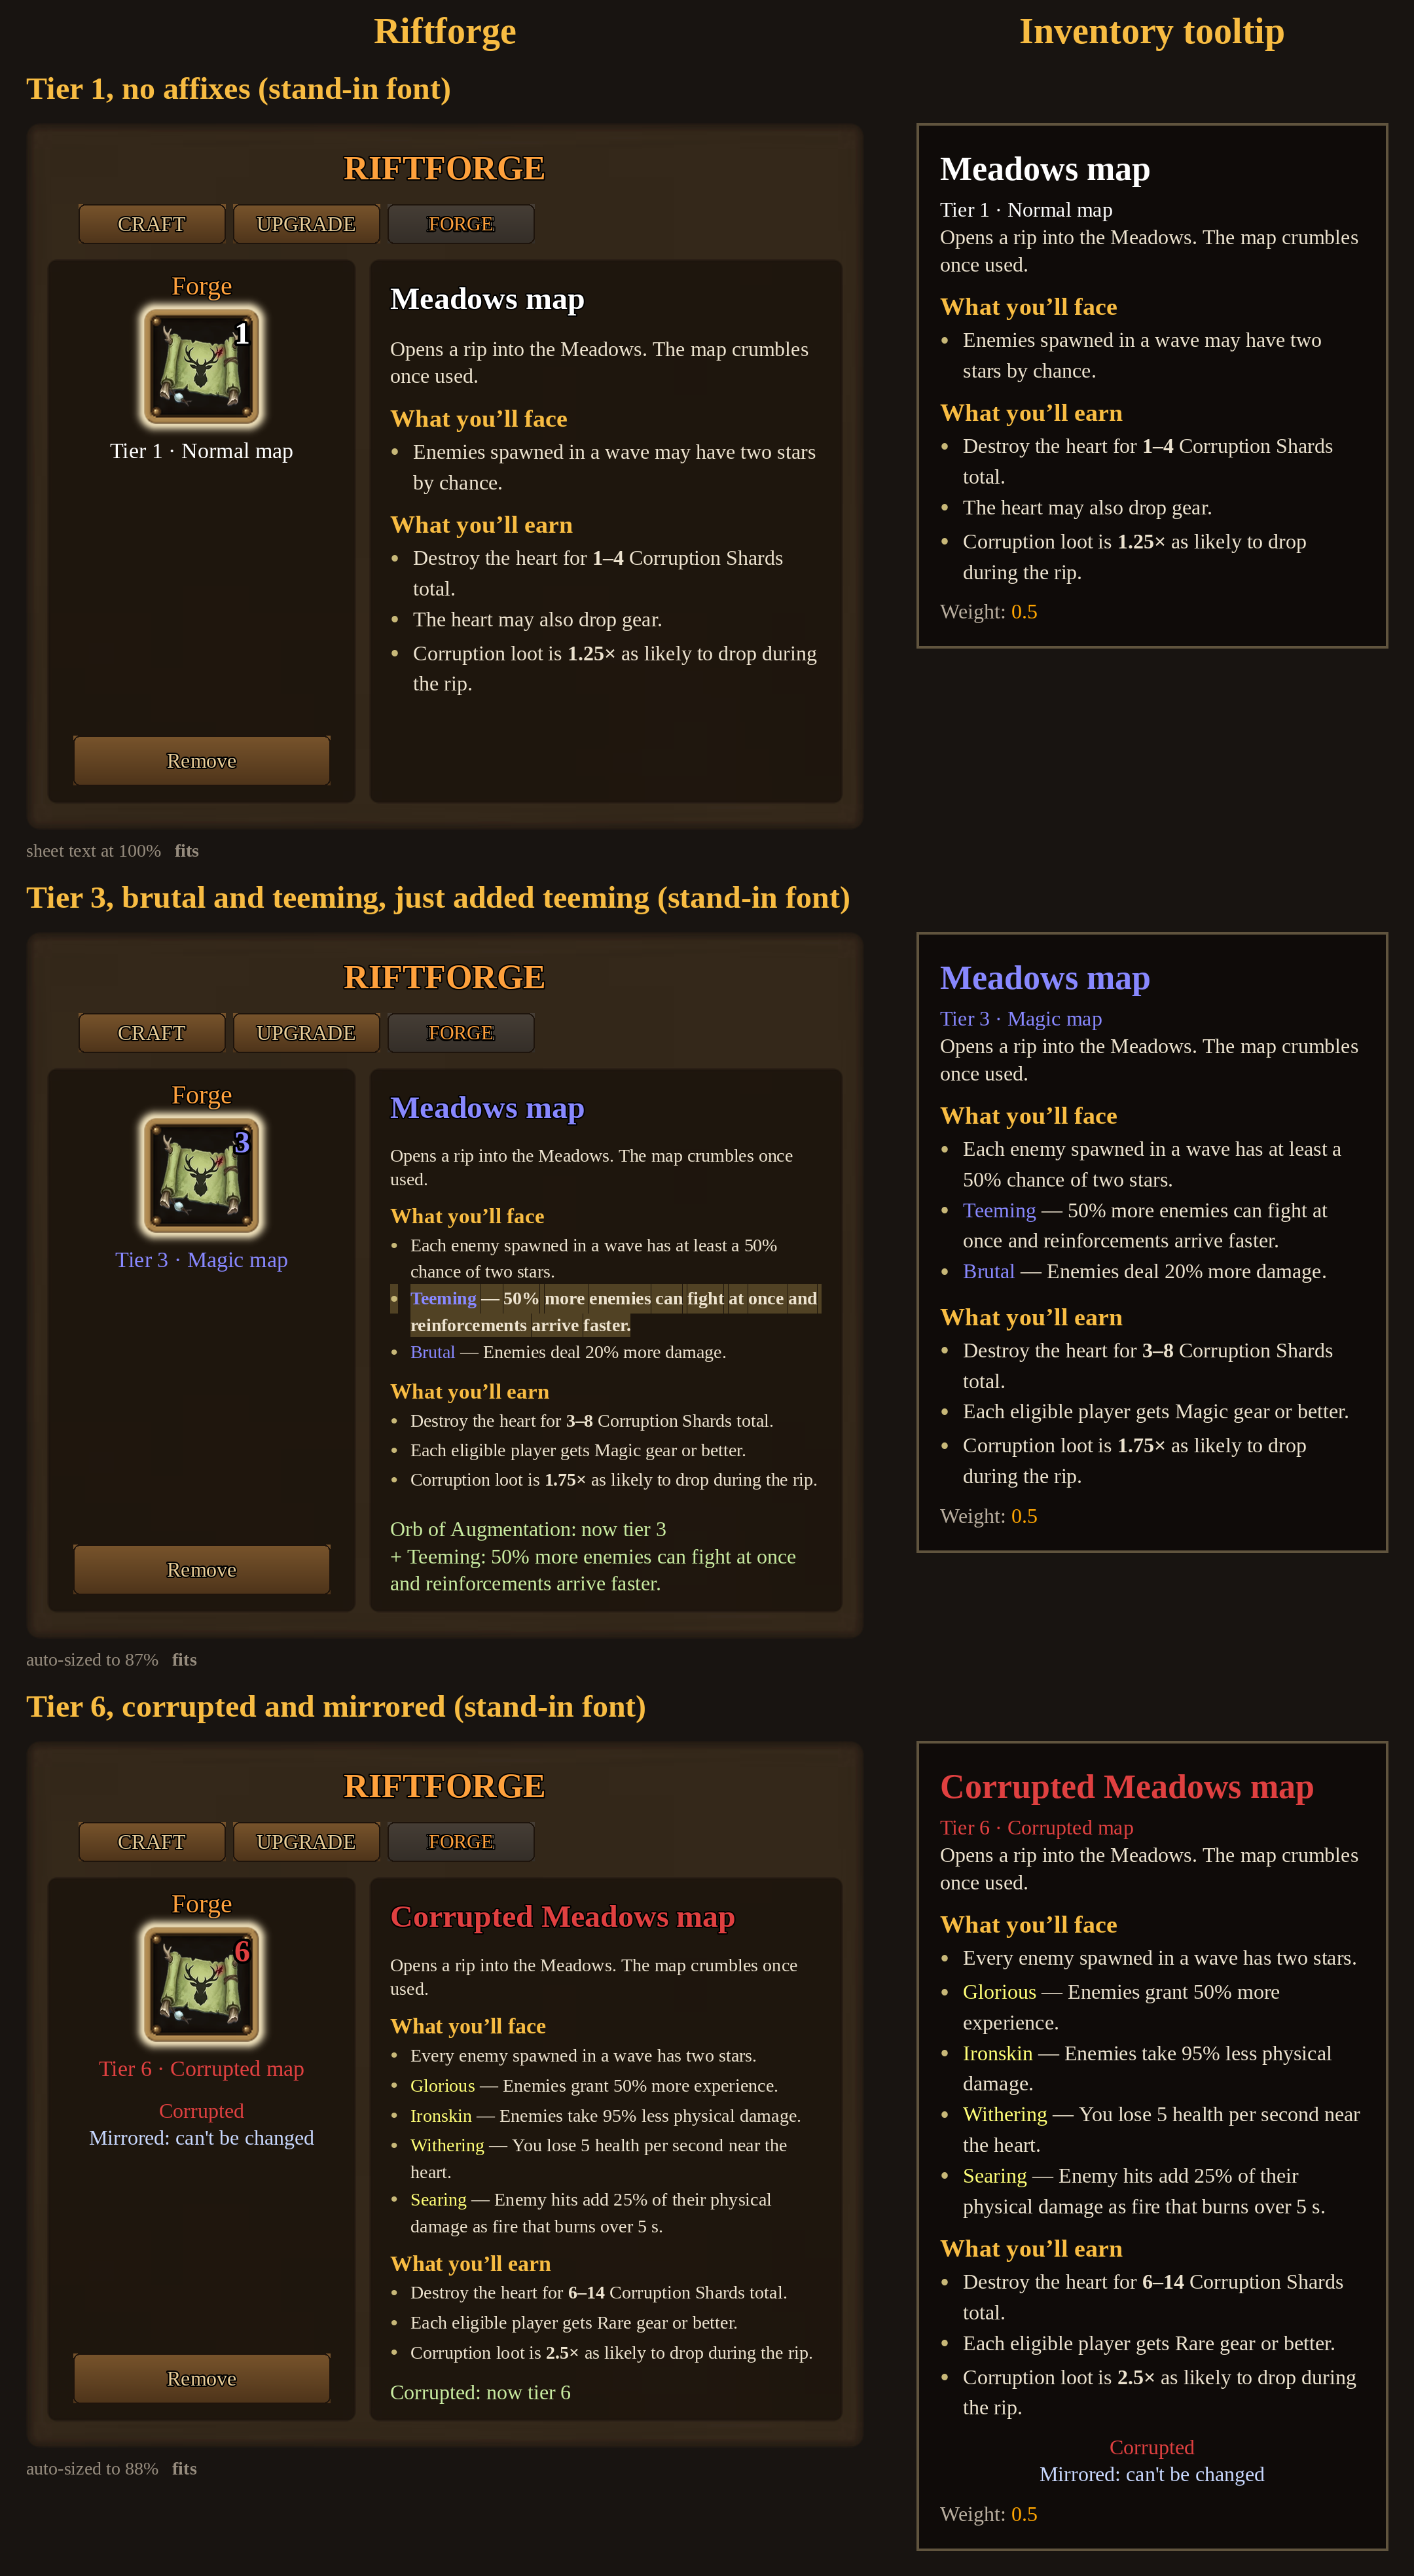 Riftforge
Inventory tooltip
Tier 1, no affixes (stand-in font)
RIFTFORGE
CRAFT
UPGRADE
FORGE
Forge
1
Tier 1 · Normal map
Remove
Meadows map
Opens a rip into the Meadows. The map crumbles
once used.
What you’ll face
• Enemies spawned in a wave may have two stars
by chance.
What you’ll earn
• Destroy the heart for 1–4 Corruption Shards
total.
• The heart may also drop gear.
• Corruption loot is 1.25× as likely to drop during
the rip.
sheet text at 100% fits
Meadows map
Tier 1 · Normal map
Opens a rip into the Meadows. The map crumbles
once used.
What you’ll face
• Enemies spawned in a wave may have two
stars by chance.
What you’ll earn
• Destroy the heart for 1–4 Corruption Shards
total.
• The heart may also drop gear.
• Corruption loot is 1.25× as likely to drop
during the rip.
Weight: 0.5
Tier 3, brutal and teeming, just added teeming (stand-in font)
RIFTFORGE
CRAFT
UPGRADE
FORGE
Forge
3
Tier 3 · Magic map
Remove
Meadows map
Opens a rip into the Meadows. The map crumbles once
used.
What you’ll face
• Each enemy spawned in a wave has at least a 50%
chance of two stars.
• Teeming — 50% more enemies can fight at once and
reinforcements arrive faster.
• Brutal — Enemies deal 20% more damage.
What you’ll earn
• Destroy the heart for 3–8 Corruption Shards total.
• Each eligible player gets Magic gear or better.
• Corruption loot is 1.75× as likely to drop during the rip.
Orb of Augmentation: now tier 3
+ Teeming: 50% more enemies can fight at once
and reinforcements arrive faster.
auto-sized to 87% fits
Meadows map
Tier 3 · Magic map
Opens a rip into the Meadows. The map crumbles
once used.
What you’ll face
• Each enemy spawned in a wave has at least a
50% chance of two stars.
• Teeming — 50% more enemies can fight at
once and reinforcements arrive faster.
• Brutal — Enemies deal 20% more damage.
What you’ll earn
• Destroy the heart for 3–8 Corruption Shards
total.
• Each eligible player gets Magic gear or better.
• Corruption loot is 1.75× as likely to drop
during the rip.
Weight: 0.5
Tier 6, corrupted and mirrored (stand-in font)
RIFTFORGE
CRAFT
UPGRADE
FORGE
Forge
6
Tier 6 · Corrupted map
Corrupted
Mirrored: can't be changed
Remove
Corrupted Meadows map
Opens a rip into the Meadows. The map crumbles once
used.
What you’ll face
• Every enemy spawned in a wave has two stars.
• Glorious — Enemies grant 50% more experience.
• Ironskin — Enemies take 95% less physical damage.
• Withering — You lose 5 health per second near the
heart.
• Searing — Enemy hits add 25% of their physical
damage as fire that burns over 5 s.
What you’ll earn
• Destroy the heart for 6–14 Corruption Shards total.
• Each eligible player gets Rare gear or better.
• Corruption loot is 2.5× as likely to drop during the rip.
Corrupted: now tier 6
auto-sized to 88% fits
Corrupted Meadows map
Tier 6 · Corrupted map
Opens a rip into the Meadows. The map crumbles
once used.
What you’ll face
• Every enemy spawned in a wave has two stars.
• Glorious — Enemies grant 50% more
experience.
• Ironskin — Enemies take 95% less physical
damage.
• Withering — You lose 5 health per second near
the heart.
• Searing — Enemy hits add 25% of their
physical damage as fire that burns over 5 s.
What you’ll earn
• Destroy the heart for 6–14 Corruption Shards
total.
• Each eligible player gets Rare gear or better.
• Corruption loot is 2.5× as likely to drop during
the rip.
Corrupted
Mirrored: can't be changed
Weight: 0.5